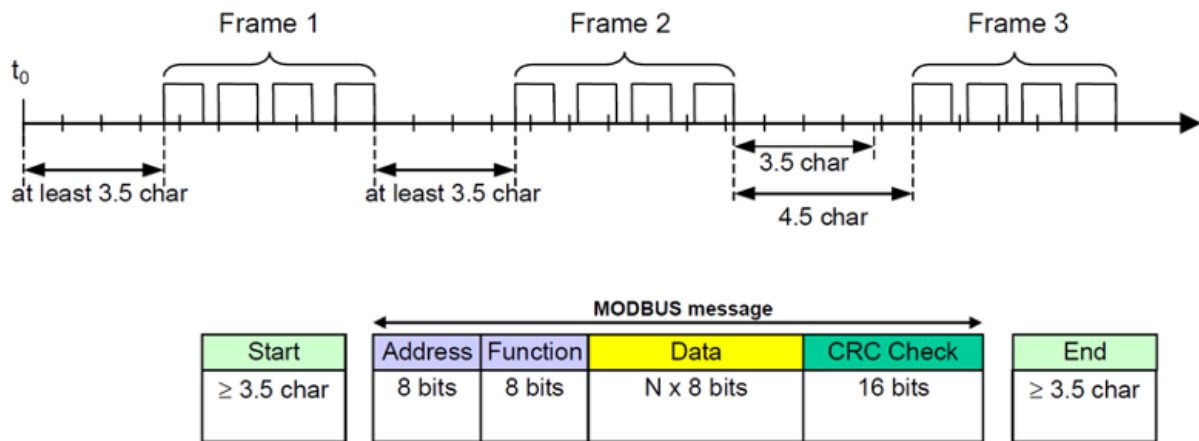 Frame 1 Frame 2 Frame 3
t0
at least 3.5 char at least 3.5 char 3.5 char
4.5 char
MODBUS message
Start Address Function Data CRC Check End
≥ 3.5 char 8 bits 8 bits N x 8 bits 16 bits ≥ 3.5 char